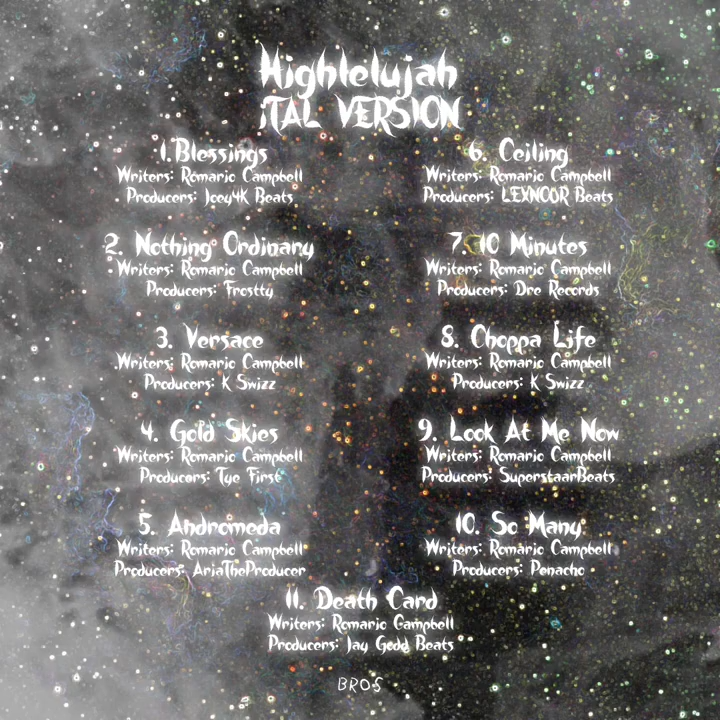 Highlelujah
iTAL VERSION
1. Blessings
Writers: Romario Campbell
Producers: Joey4K Beats
2. Nothing Ordinary
Writers: Romario Campbell
Producers: Frostty
3. Versace
Writers: Romario Campbell
Producers: K Swizz
4. Gold Skies
Writers: Romario Campbell
Producers: Tye First
5. Andromeda
Writers: Romario Campbell
Producers: AriaTheProducer
6. Ceiling
Writers: Romario Campbell
Producers: LEXNOUR Beats
7. 10 Minutes
Writers: Romario Campbell
Producers: Dre Records
8. Choppa Life
Writers: Romario Campbell
Producers: K Swizz
9. Look At Me Now
Writers: Romario Campbell
Producers: SuperstaarBeats
10. So Many
Writers: Romario Campbell
Producers: Penacho
11. Death Card
Writers: Romario Campbell
Producers: Jay Gedd Beats
BROS